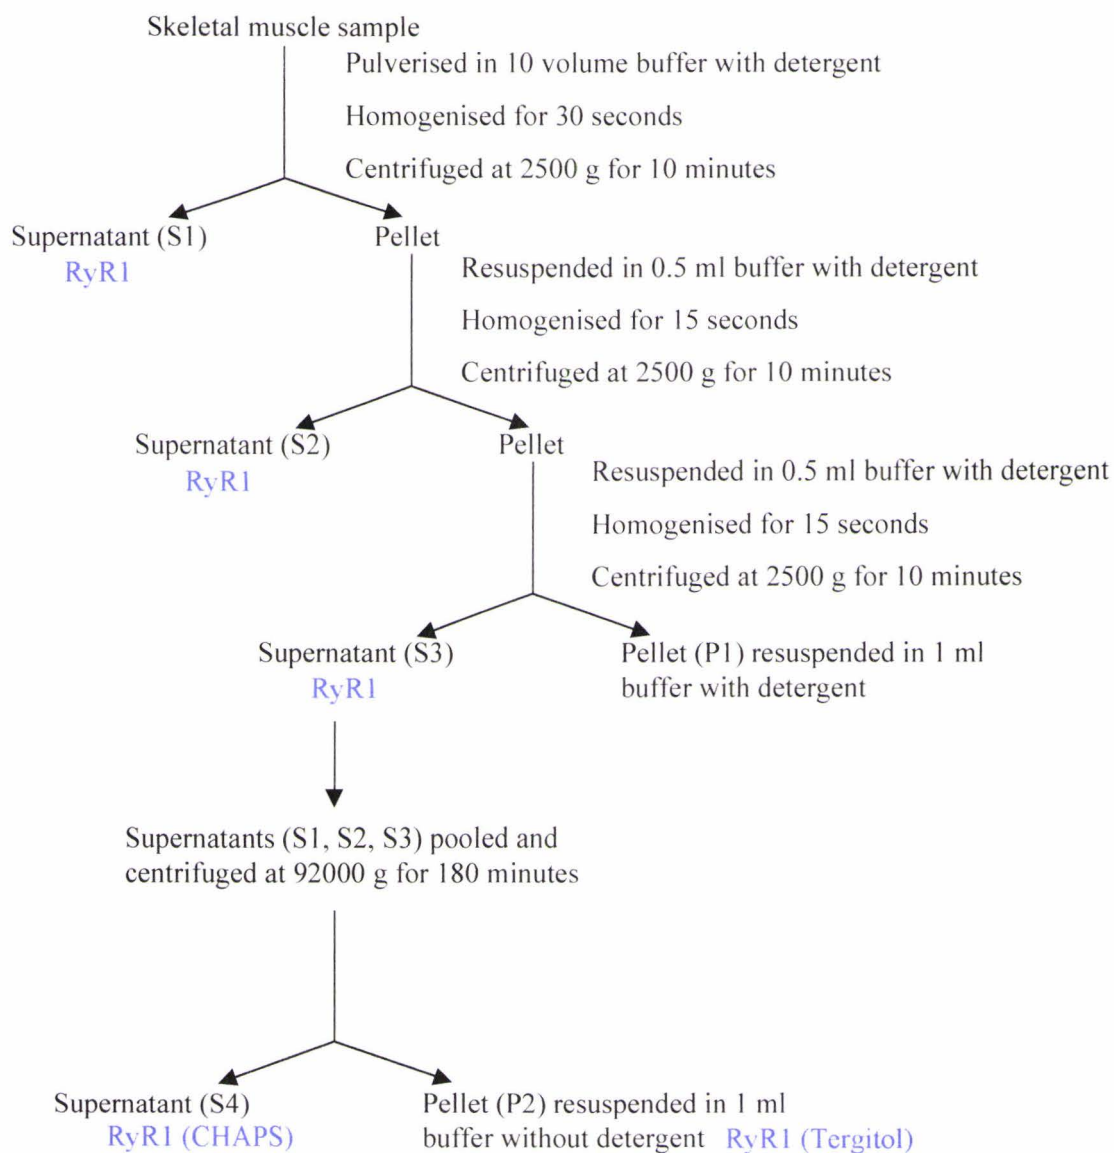 Skeletal muscle sample
Pulverised in 10 volume buffer with detergent
Homogenised for 30 seconds
Centrifuged at 2500 g for 10 minutes
Supernatant (S1)
RyR1
Pellet
Resuspended in 0.5 ml buffer with detergent
Homogenised for 15 seconds
Centrifuged at 2500 g for 10 minutes
Supernatant (S2)
RyR1
Pellet
Resuspended in 0.5 ml buffer with detergent
Homogenised for 15 seconds
Centrifuged at 2500 g for 10 minutes
Supernatant (S3)
RyR1
Pellet (P1) resuspended in 1 ml
buffer with detergent
Supernatants (S1, S2, S3) pooled and
centrifuged at 92000 g for 180 minutes
Supernatant (S4)
RyR1 (CHAPS)
Pellet (P2) resuspended in 1 ml
buffer without detergent RyR1 (Tergitol)